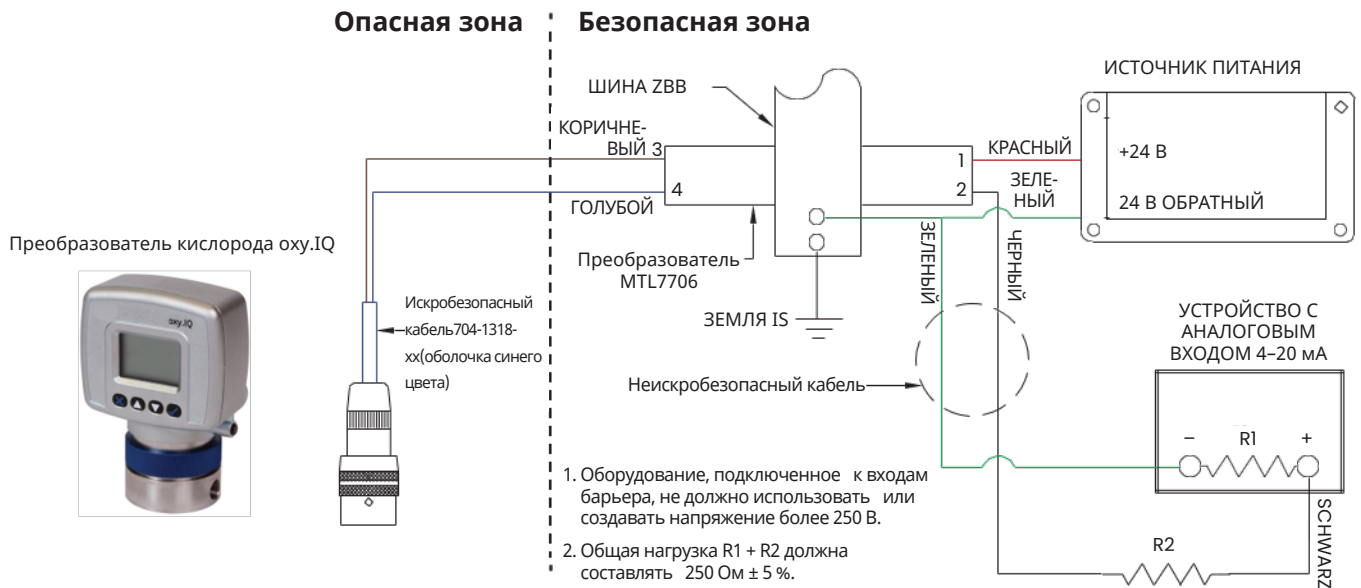 Опасная зона
Безопасная зона
ШИНА ZBB
ИСТОЧНИК ПИТАНИЯ
КОРИЧНЕ-
ВЫЙ 3
1
КРАСНЫЙ
+24 В
4
2
ЗЕЛЕ-
НЫЙ
24 В ОБРАТНЫЙ
ГОЛУБОЙ
Преобразователь кислорода oxy.IQ
oxy.IQ
Преобразователь
MTL7706
ЗЕЛЕНЫЙ
ЧЕРНЫЙ
Искробезопасный
кабель704-1318-
xx(оболочка синего
цвета)
ЗЕМЛЯ IS
УСТРОЙСТВО С
АНАЛОГОВЫМ
ВХОДОМ 4–20 мА
Неискробезопасный кабель
– R1 +
1. Оборудование, подключенное к входам
барьера, не должно использовать или
создавать напряжение более 250 В.
2. Общая нагрузка R1 + R2 должна
составлять 250 Ом ± 5 %.
R2
SCHWARZ